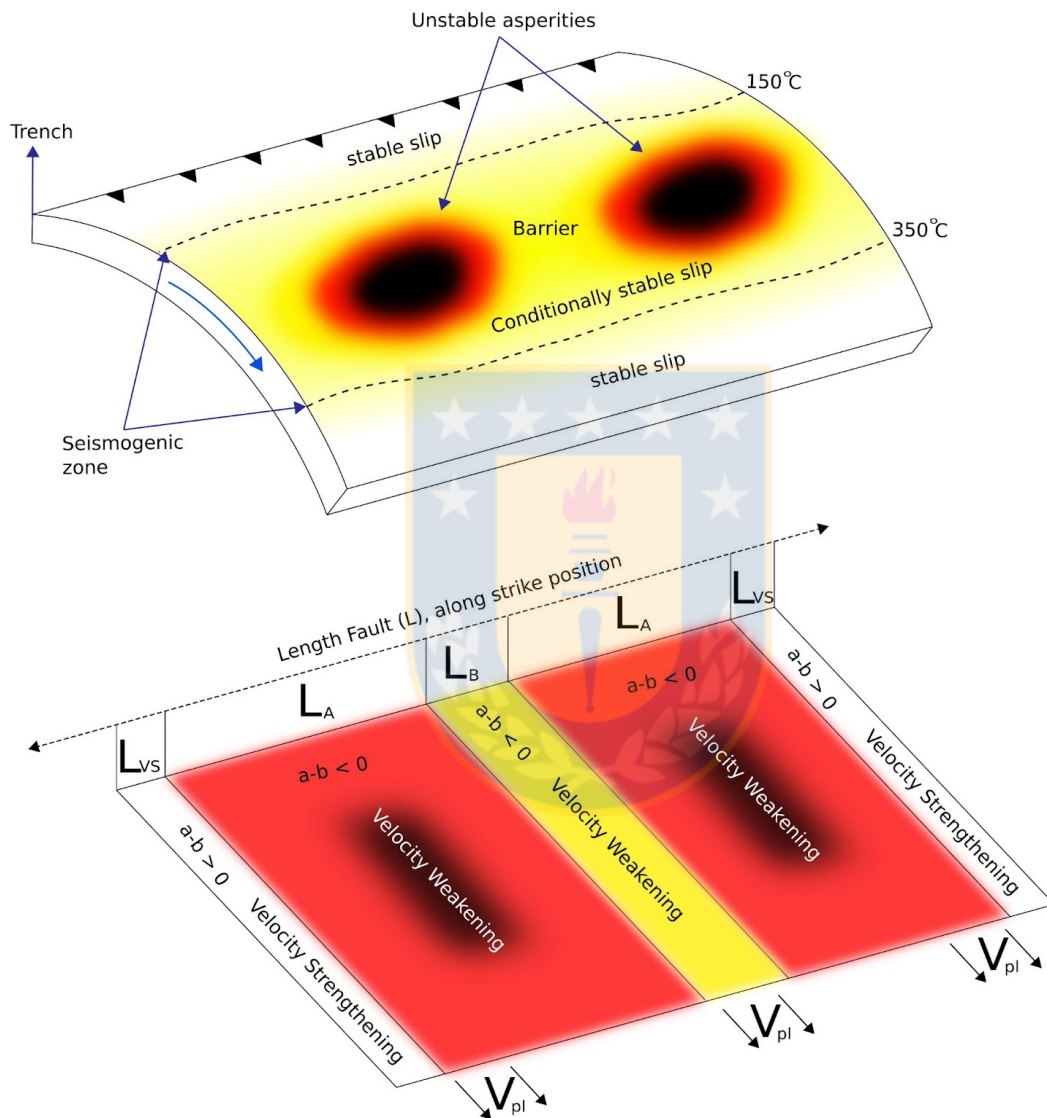 Unstable asperities
150°C
Trench
stable slip
350°C
Barrier
Conditionally stable slip
stable slip
Seismogenic
zone
Length Fault (L), along strike position
LVS
LA
LB
LA
LVS
a-b < 0
a-b < 0
a-b < 0
a-b > 0 Velocity Strengthening
Velocity Weakening
Velocity Weakening
Velocity Weakening
a-b > 0 Velocity Strengthening
Vpl
Vpl
Vpl